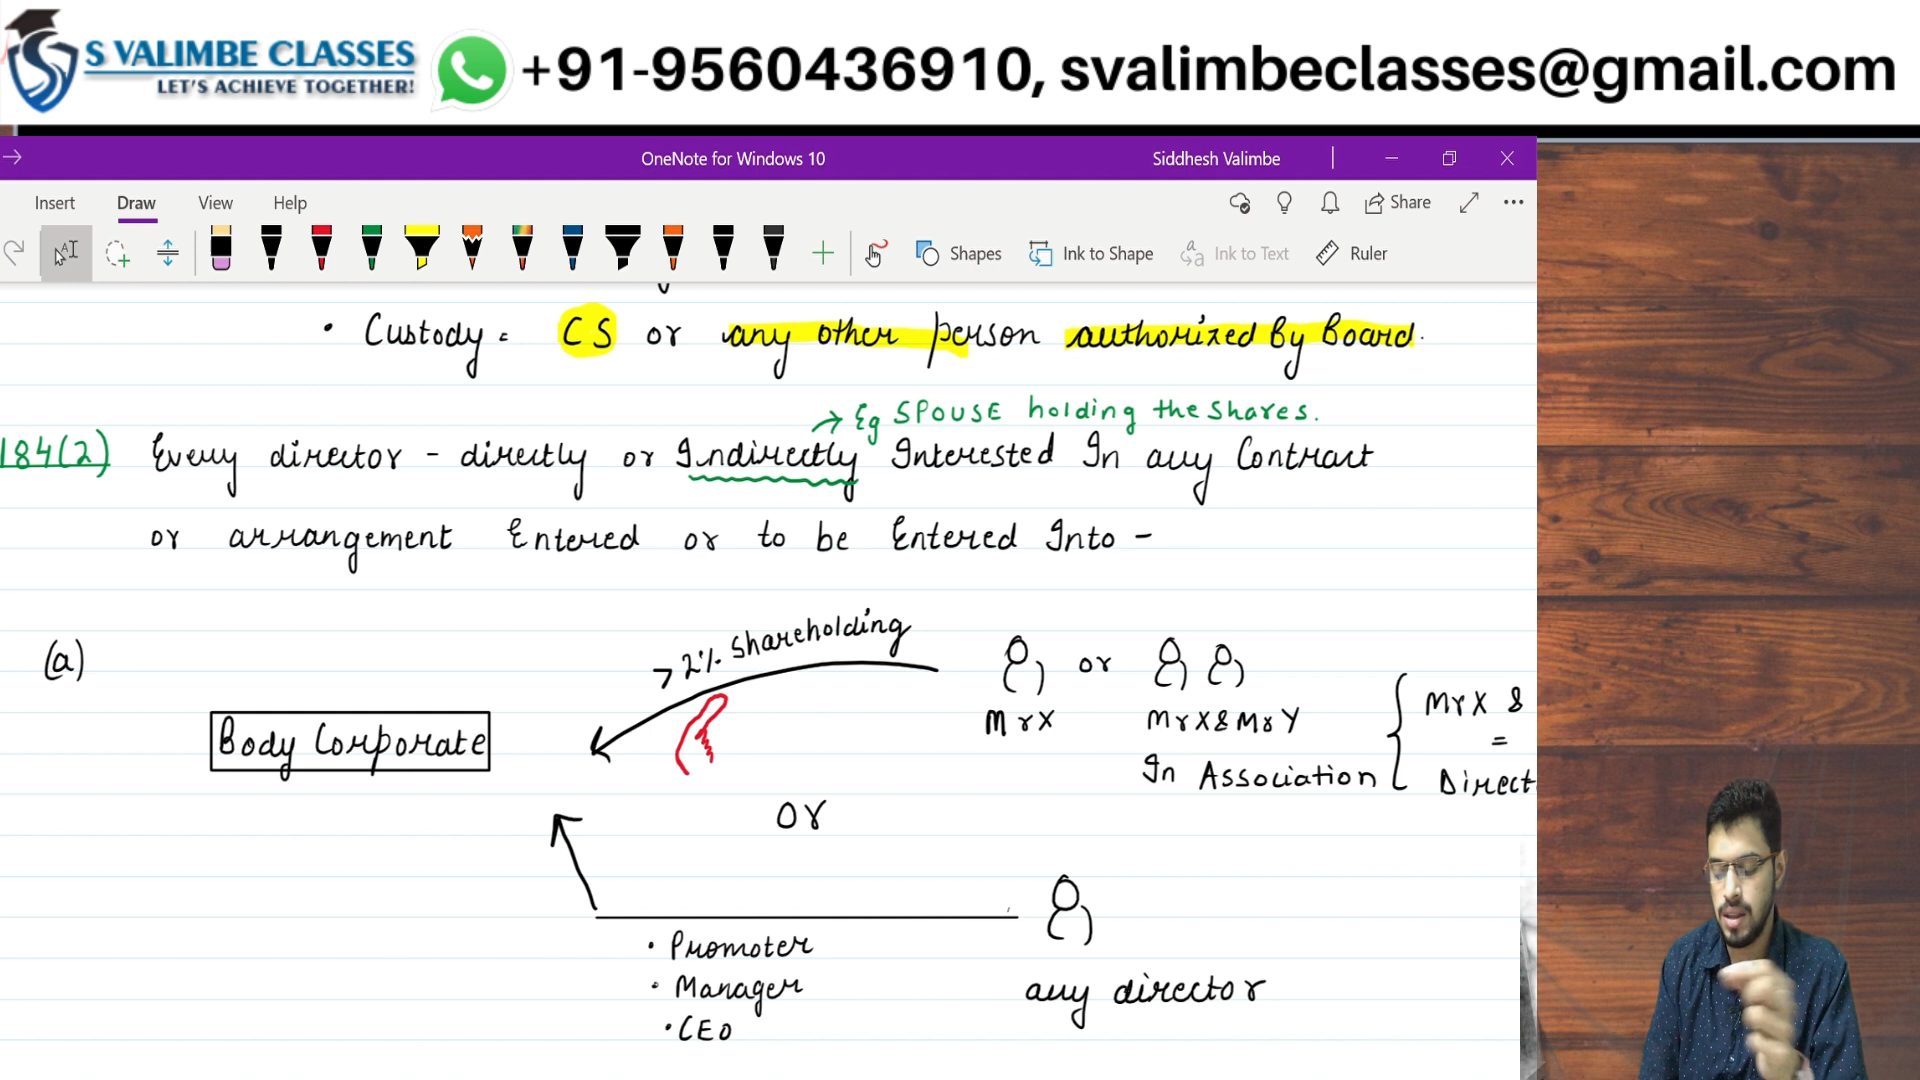 S VALIMBE CLASSES
LET'S ACHIEVE TOGETHER!
+91-9560436910, svalimbeclasses@gmail.com
OneNote for Windows 10
Siddhesh Valimbe
Insert
Draw
View
Help
Share
Shapes
Ink to Shape
Ink to Text
Ruler
• Custody = CS or any other person authorized By Board.
→ Eg SPOUSE holding the shares.
184(2) Every director - directly or Indirectly Interested In any Contract
or arrangement Entered or to be Entered Into -
(a)
> 2% Shareholding
or
Mr X
Mr X & Mr Y
In Association
Mr X &
=
Direct
Body Corporate
OR
• Promoter
• Manager
• CEO
any director